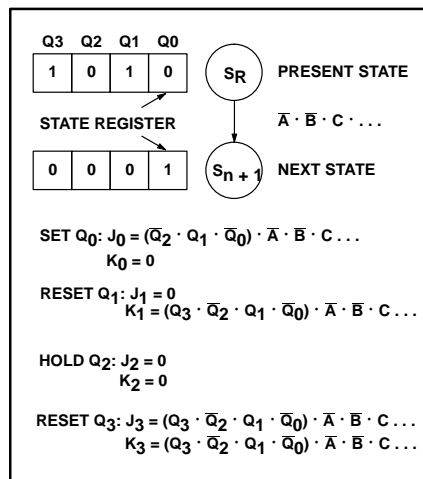 Q3 Q2 Q1 Q0
1 0 1 0
SR
PRESENT STATE
STATE REGISTER
A̅ · B̅ · C · . . .
0 0 0 1
Sn + 1
NEXT STATE
SET Q0: J0 = (Q̅2 · Q1 · Q̅0) · A̅ · B̅ · C . . .
K0 = 0
RESET Q1: J1 = 0
K1 = (Q3 · Q̅2 · Q1 · Q̅0) · A̅ · B̅ · C . . .
HOLD Q2: J2 = 0
K2 = 0
RESET Q3: J3 = (Q3 · Q̅2 · Q1 · Q̅0) · A̅ · B̅ · C . . .
K3 = (Q3 · Q̅2 · Q1 · Q̅0) · A̅ · B̅ · C . . .